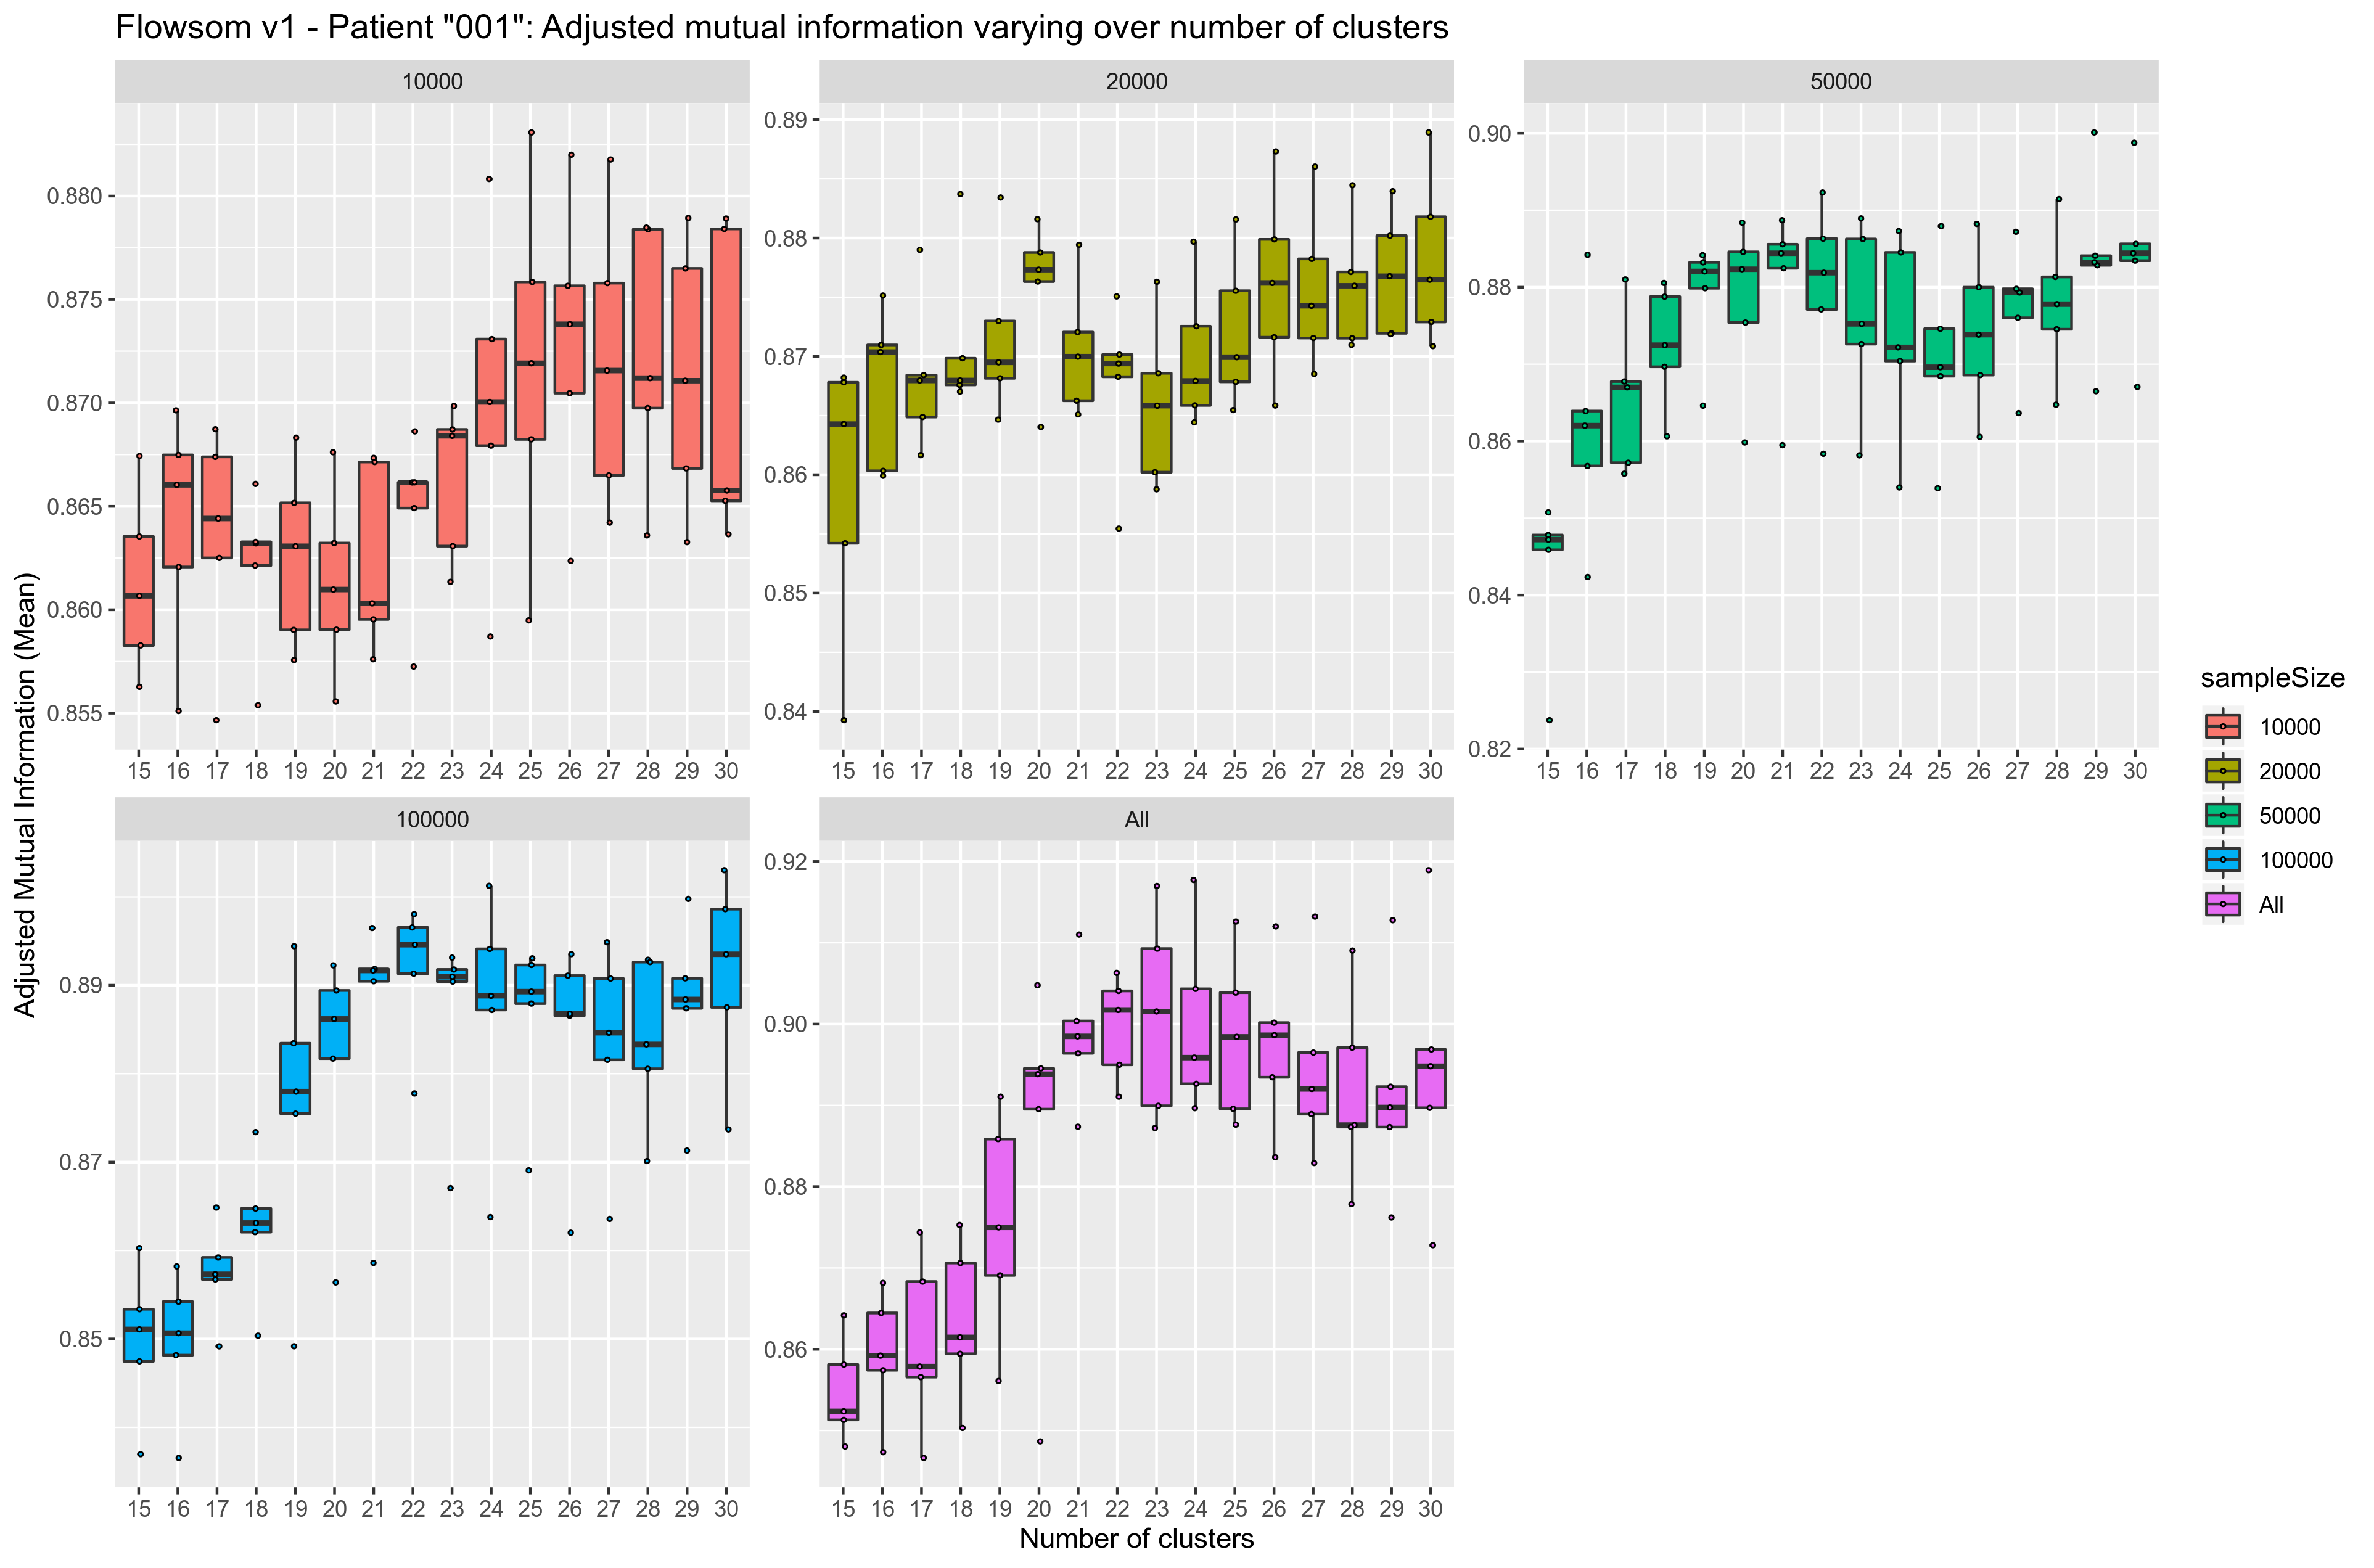 Flowsom v1 - Patient "001": Adjusted mutual information varying over number of clusters
Adjusted Mutual Information (Mean)
10000
0.880
0.875
0.870
0.865
0.860
0.855
15 16 17 18 19 20 21 22 23 24 25 26 27 28 29 30
20000
0.89
0.88
0.87
0.86
0.85
0.84
15 16 17 18 19 20 21 22 23 24 25 26 27 28 29 30
50000
0.90
0.88
0.86
0.84
0.82
15 16 17 18 19 20 21 22 23 24 25 26 27 28 29 30
100000
0.89
0.87
0.85
15 16 17 18 19 20 21 22 23 24 25 26 27 28 29 30
All
0.92
0.90
0.88
0.86
15 16 17 18 19 20 21 22 23 24 25 26 27 28 29 30
Number of clusters
sampleSize
10000
20000
50000
100000
All